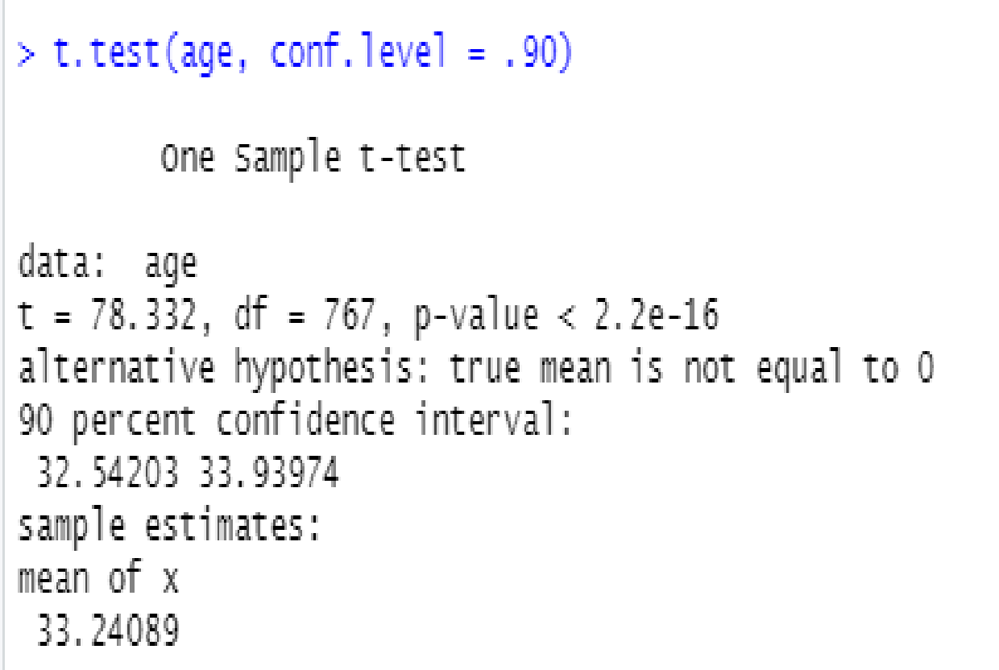 > t.test(age, conf.level = .90)
One Sample t-test
data:  age
t = 78.332, df = 767, p-value < 2.2e-16
alternative hypothesis: true mean is not equal to 0
90 percent confidence interval:
32.54203 33.93974
sample estimates:
mean of x
33.24089